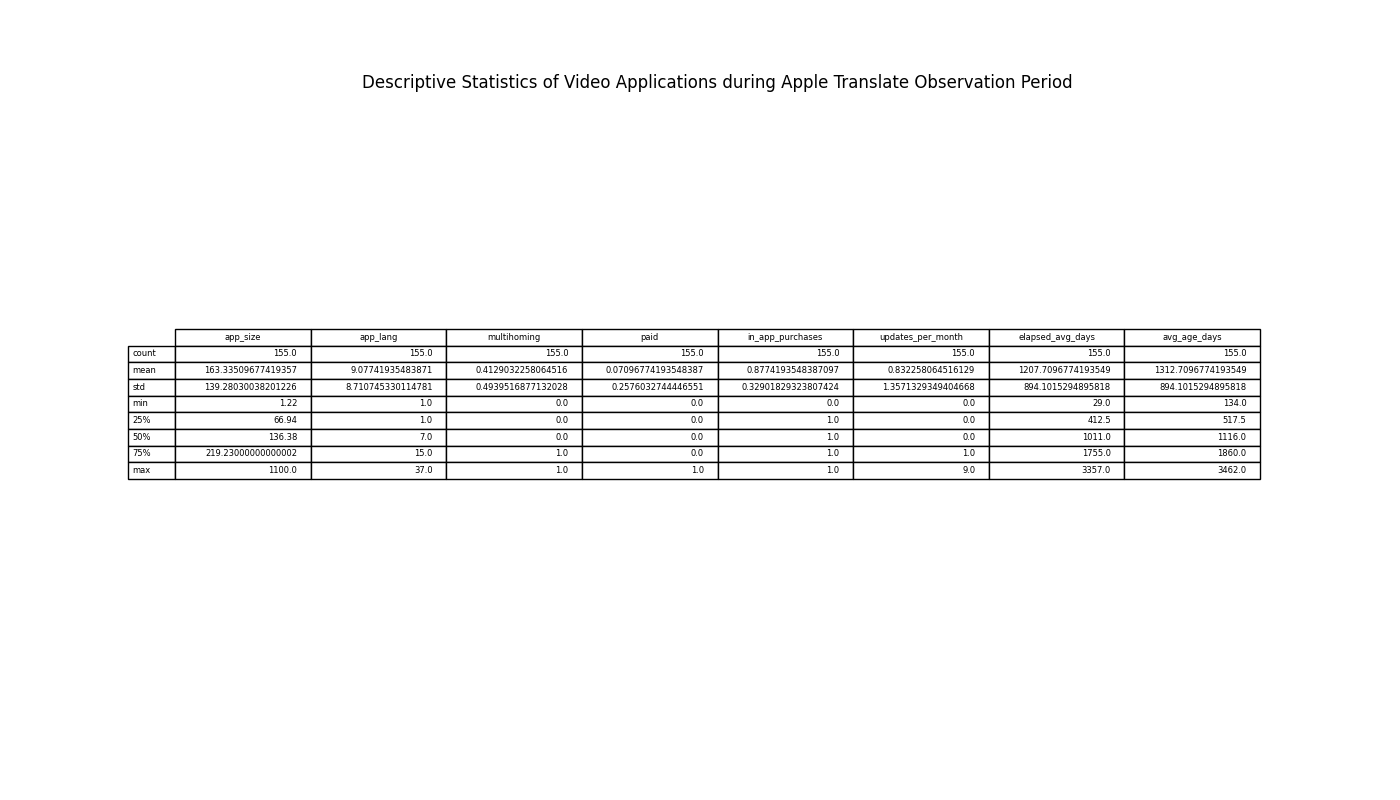 Descriptive Statistics of Video Applications during Apple Translate Observation Period
app_size app_lang multihoming paid in_app_purchases updates_per_month elapsed_avg_days avg_age_days
count 155.0 155.0 155.0 155.0 155.0 155.0 155.0 155.0
mean 163.33509677419357 9.07741935483871 0.4129032258064516 0.07096774193548387 0.8774193548387097 0.832258064516129 1207.7096774193549 1312.7096774193549
std 139.28030038201226 8.710745330114781 0.4939516877132028 0.2576032744446551 0.32901829323807424 1.3571329349404668 894.1015294895818 894.1015294895818
min 1.22 1.0 0.0 0.0 0.0 0.0 29.0 134.0
25% 66.94 1.0 0.0 0.0 1.0 0.0 412.5 517.5
50% 136.38 7.0 0.0 0.0 1.0 0.0 1011.0 1116.0
75% 219.23000000000002 15.0 1.0 0.0 1.0 1.0 1755.0 1860.0
max 1100.0 37.0 1.0 1.0 1.0 9.0 3357.0 3462.0